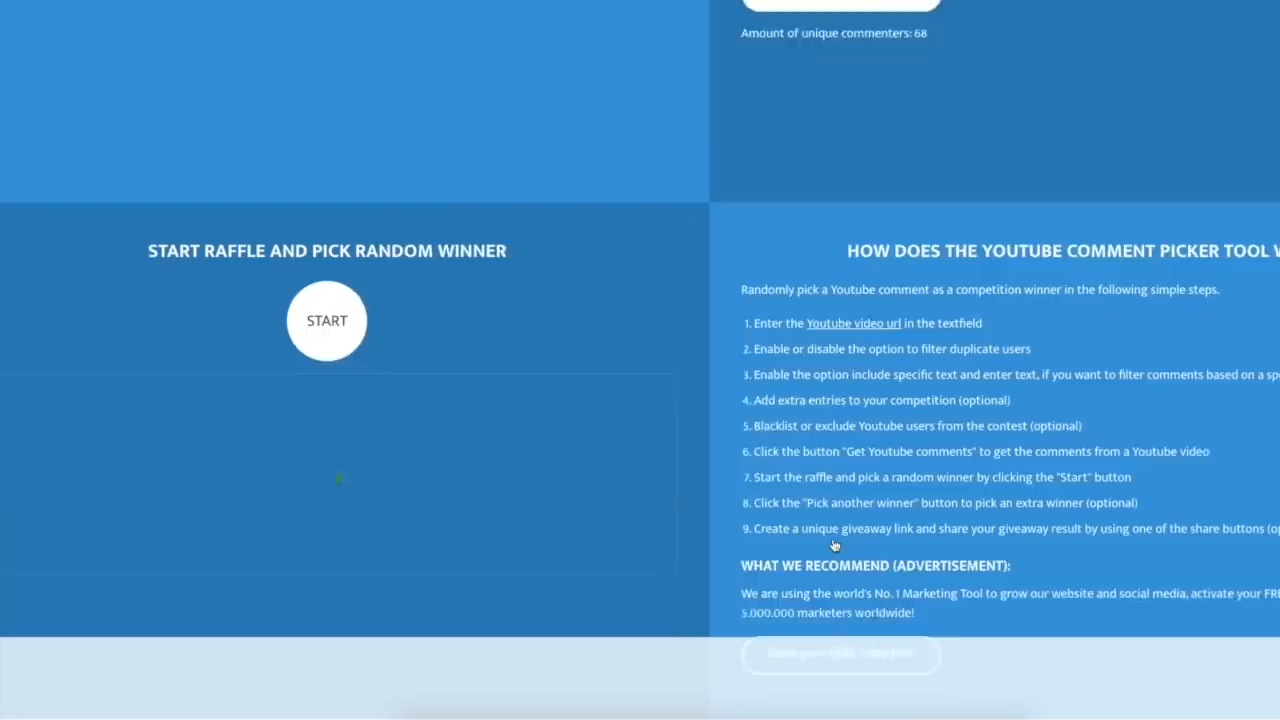 Amount of unique commenters: 68
START RAFFLE AND PICK RANDOM WINNER
START
HOW DOES THE YOUTUBE COMMENT PICKER TOOL
Randomly pick a Youtube comment as a competition winner in the following simple steps.
1. Enter the Youtube video url in the textfield
2. Enable or disable the option to filter duplicate users
3. Enable the option include specific text and enter text, if you want to filter comments based on a
4. Add extra entries to your competition (optional)
5. Blacklist or exclude Youtube users from the contest (optional)
6. Click the button "Get Youtube comments" to get the comments from a Youtube video
7. Start the raffle and pick a random winner by clicking the "Start" button
8. Click the "Pick another winner" button to pick an extra winner (optional)
9. Create a unique giveaway link and share your giveaway result by using one of the share buttons
WHAT WE RECOMMEND (ADVERTISEMENT):
We are using the world's No. 1 Marketing Tool to grow our website and social media, activate your
5.000.000 marketers worldwide!